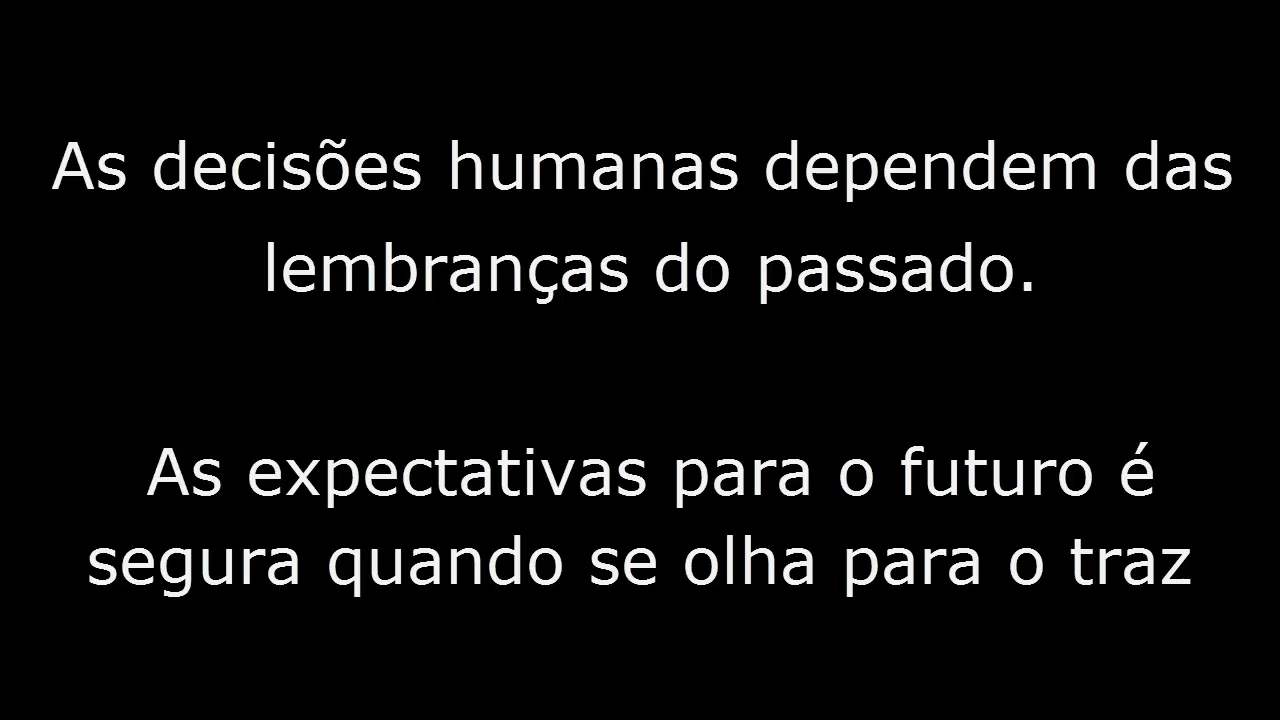 As decisões humanas dependem das
lembranças do passado.
As expectativas para o futuro é
segura quando se olha para o traz